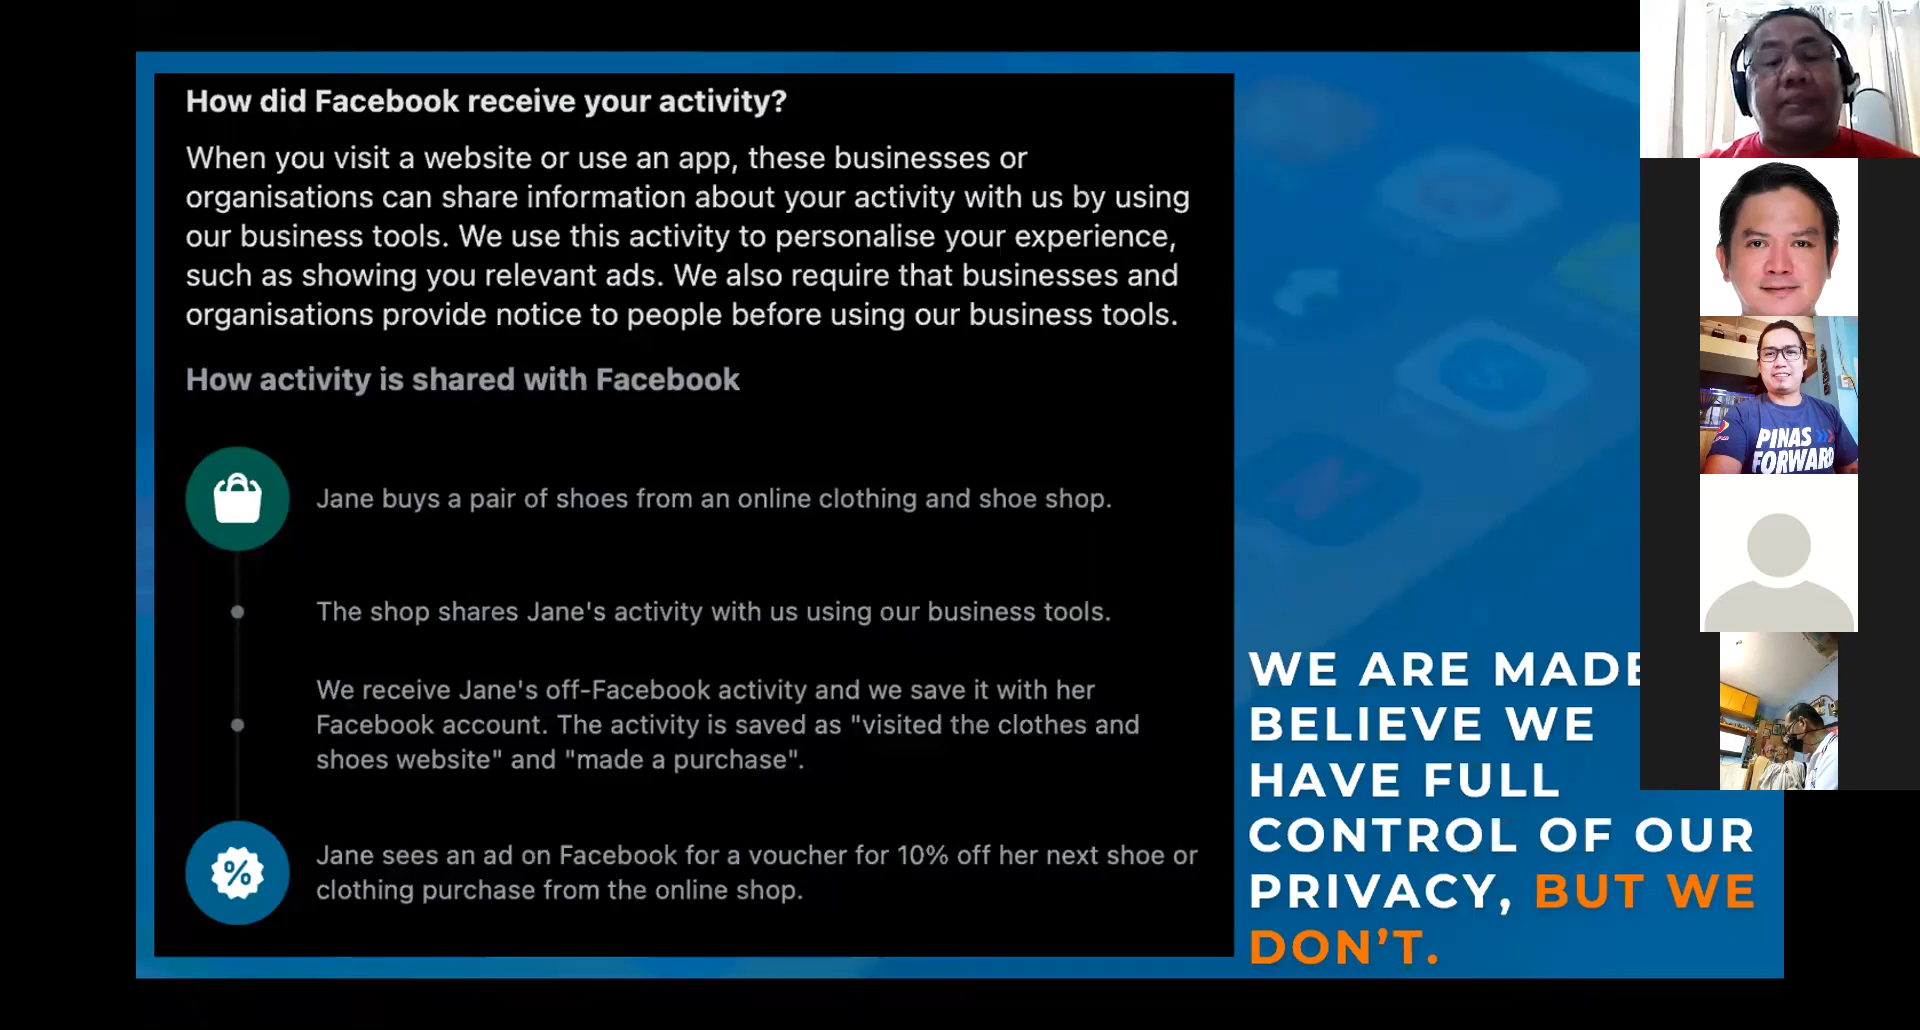 How did Facebook receive your activity?
When you visit a website or use an app, these businesses or
organisations can share information about your activity with us by using
our business tools. We use this activity to personalise your experience,
such as showing you relevant ads. We also require that businesses and
organisations provide notice to people before using our business tools.
How activity is shared with Facebook
Jane buys a pair of shoes from an online clothing and shoe shop.
The shop shares Jane's activity with us using our business tools.
We receive Jane's off-Facebook activity and we save it with her
Facebook account. The activity is saved as "visited the clothes and
shoes website" and "made a purchase".
%
Jane sees an ad on Facebook for a voucher for 10% off her next shoe or
clothing purchase from the online shop.
WE ARE MADE
BELIEVE WE
HAVE FULL
CONTROL OF OUR
PRIVACY, BUT WE
DON’T.
PINAS
FORWARD